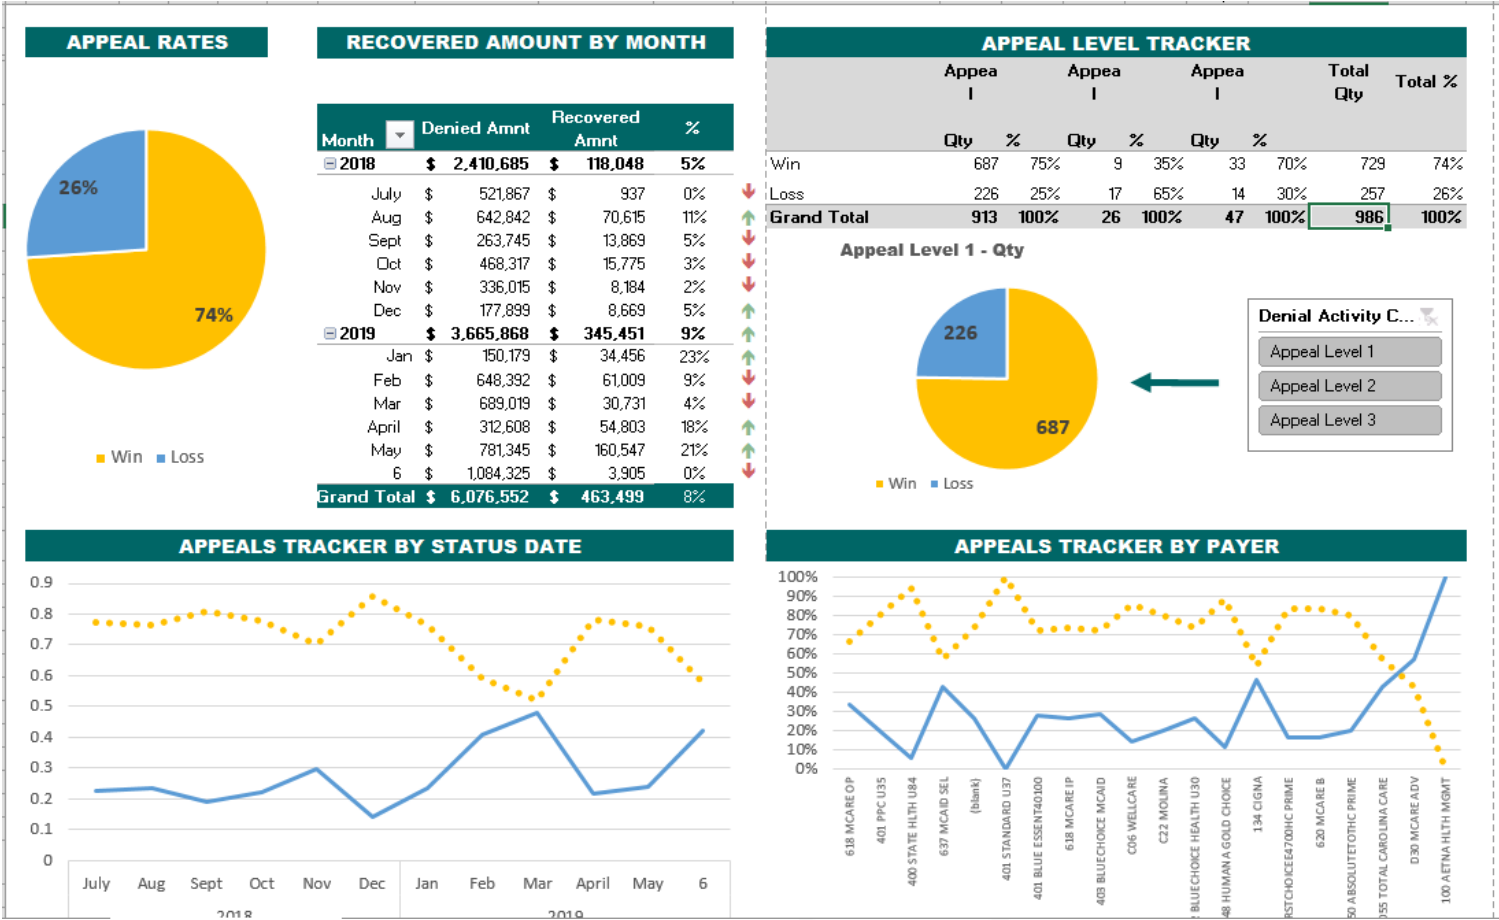 APPEAL RATES
26%
74%
Win Loss
RECOVERED AMOUNT BY MONTH
Month Denied Amnt Recovered Amnt %
2018 $ 2,410,685 $ 118,048 5%
July $ 521,867 $ 937 0%
Aug $ 642,842 $ 70,615 11%
Sept $ 263,745 $ 13,869 5%
Oct $ 468,317 $ 15,775 3%
Nov $ 336,015 $ 8,184 2%
Dec $ 177,899 $ 8,669 5%
2019 $ 3,665,868 $ 345,451 9%
Jan $ 150,179 $ 34,456 23%
Feb $ 648,392 $ 61,009 9%
Mar $ 689,019 $ 30,731 4%
April $ 312,608 $ 54,803 18%
May $ 781,345 $ 160,547 21%
6 $ 1,084,325 $ 3,905 0%
Grand Total $ 6,076,552 $ 463,499 8%
APPEAL LEVEL TRACKER
Appea Appea Appea Total Total %
l l l Qty
Qty % Qty % Qty %
Win 687 75% 9 35% 33 70% 729 74%
Loss 226 25% 17 65% 14 30% 257 26%
Grand Total 913 100% 26 100% 47 100% 986 100%
Appeal Level 1 - Qty
226
687
Win Loss
Denial Activity C...
Appeal Level 1
Appeal Level 2
Appeal Level 3
APPEALS TRACKER BY STATUS DATE
0.9
0.8
0.7
0.6
0.5
0.4
0.3
0.2
0.1
0
July Aug Sept Oct Nov Dec Jan Feb Mar April May 6
2018 2019
APPEALS TRACKER BY PAYER
100%
90%
80%
70%
60%
50%
40%
30%
20%
10%
0%
618 MCARE OP
401 PPC U35
400 STATE HLTH U84
637 MCAID SEL
(blank)
401 STANDARD U37
401 BLUE ESSENT40100
618 MCARE IP
403 BLUECHOICE MCAID
C06 WELLCARE
C22 MOLINA
BLUECHOICE HEALTH U30
48 HUMANA GOLD CHOICE
134 CIGNA
RSTCHOICEE4700HC PRIME
620 MCARE B
50 ABSOLUTETOTHC PRIME
055 TOTAL CAROLINA CARE
D30 MCARE ADV
100 AETNA HLTH MGMT